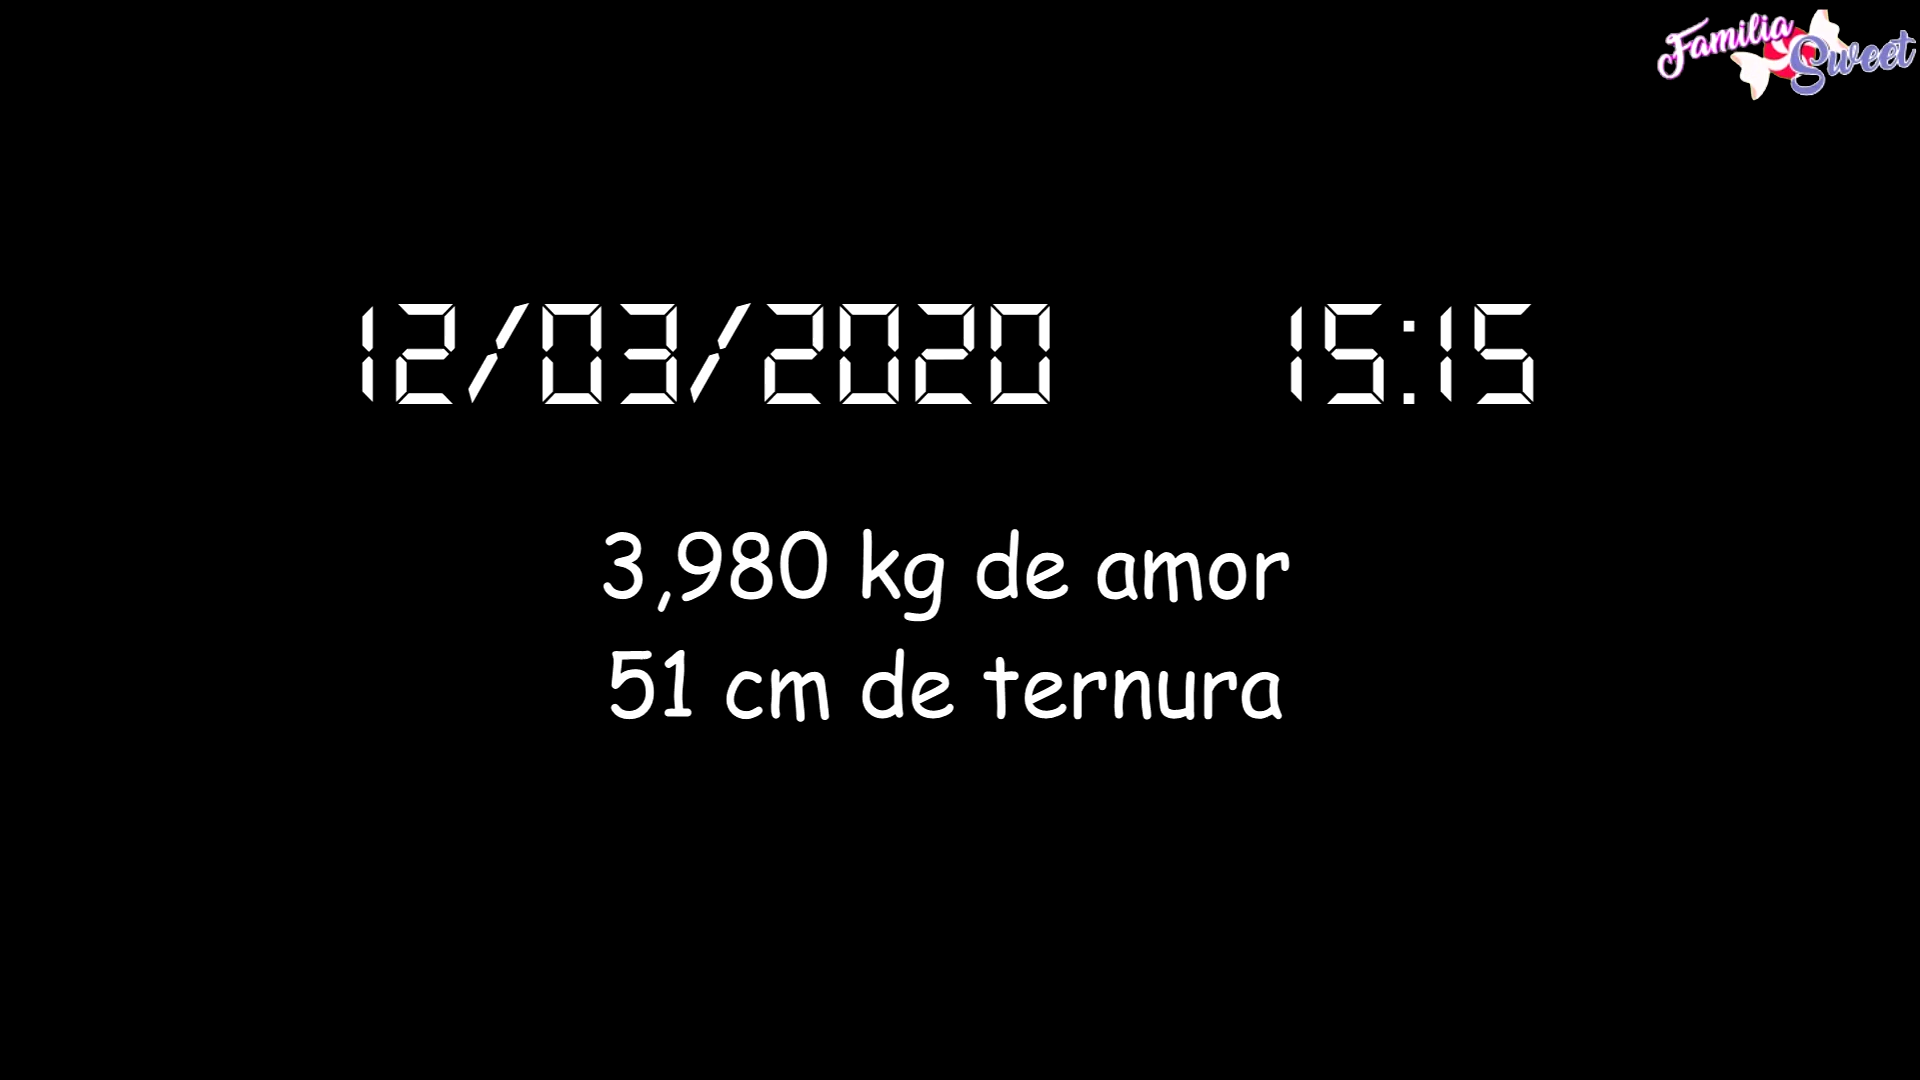 Familia
Sweet
12/03/2020 15:15
3,980 kg de amor
51 cm de ternura